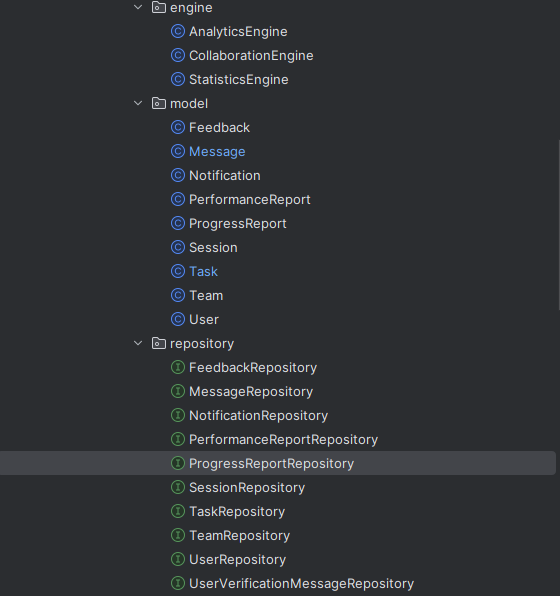 engine
AnalyticsEngine
CollaborationEngine
StatisticsEngine
model
Feedback
Message
Notification
PerformanceReport
ProgressReport
Session
Task
Team
User
repository
FeedbackRepository
MessageRepository
NotificationRepository
PerformanceReportRepository
ProgressReportRepository
SessionRepository
TaskRepository
TeamRepository
UserRepository
UserVerificationMessageRepository